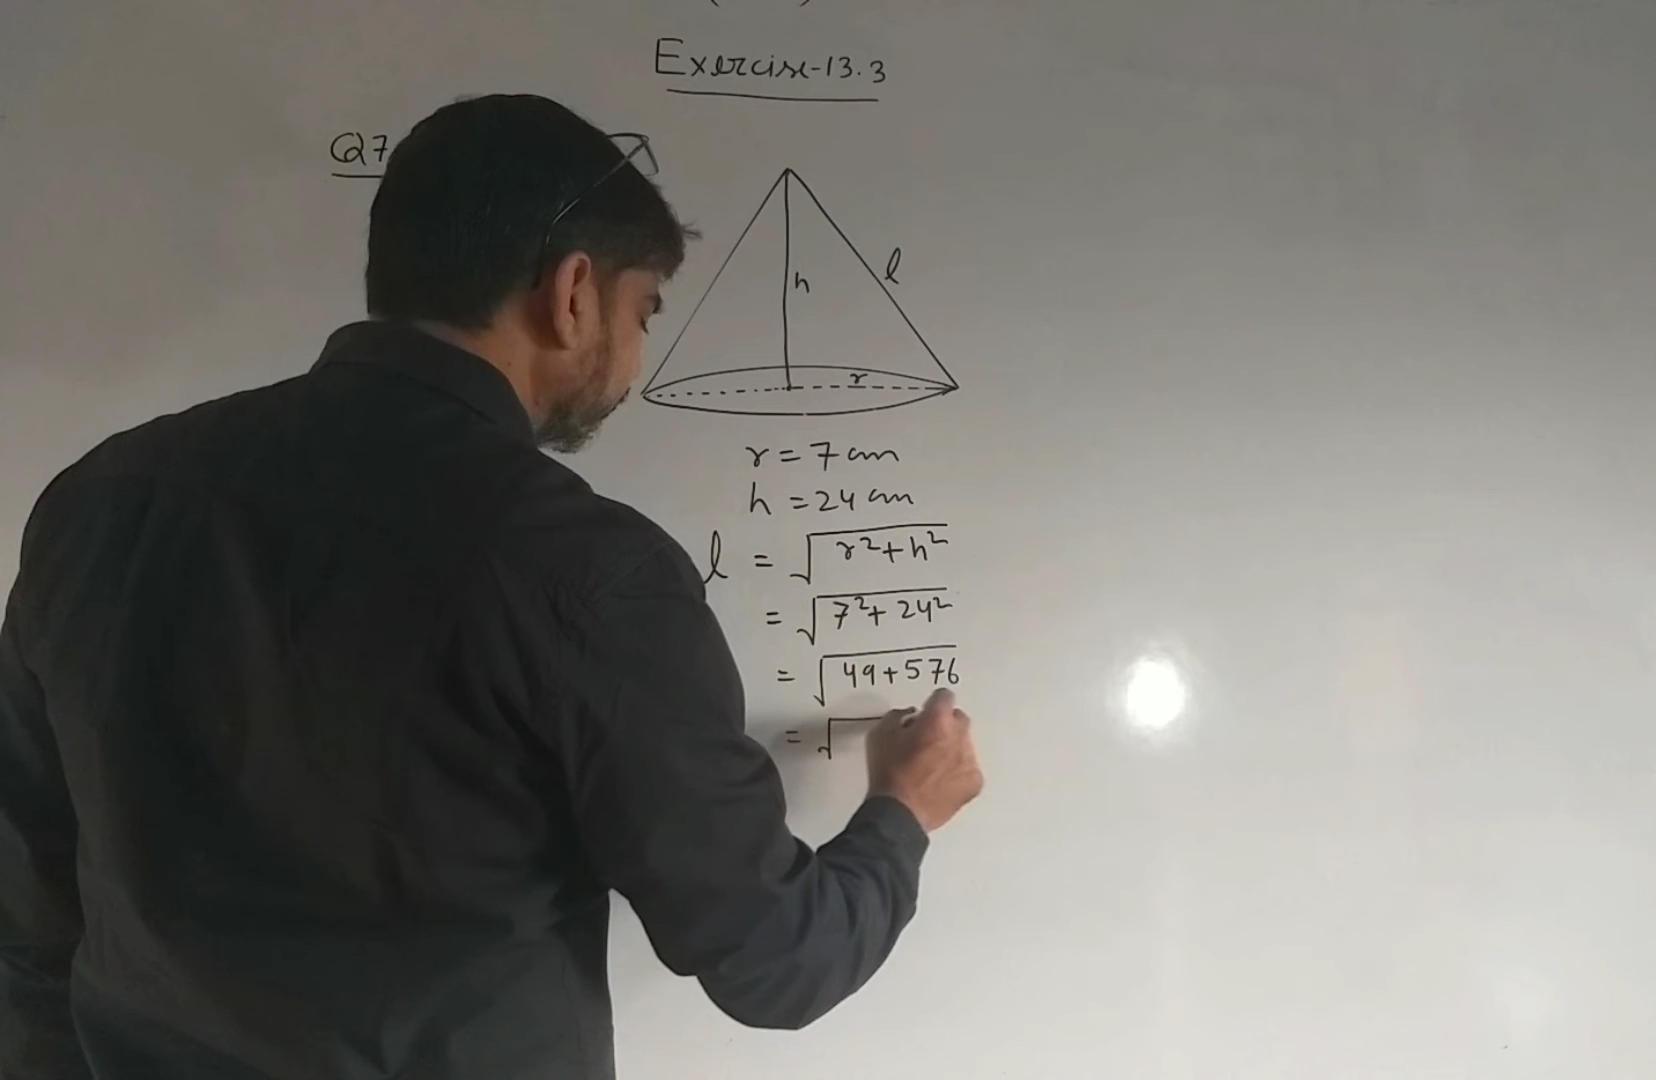 Exercise-13.3
Q7
h
l
r
r = 7 cm
h = 24 cm
l = √r²+h²
= √7²+24²
= √49+576
= √